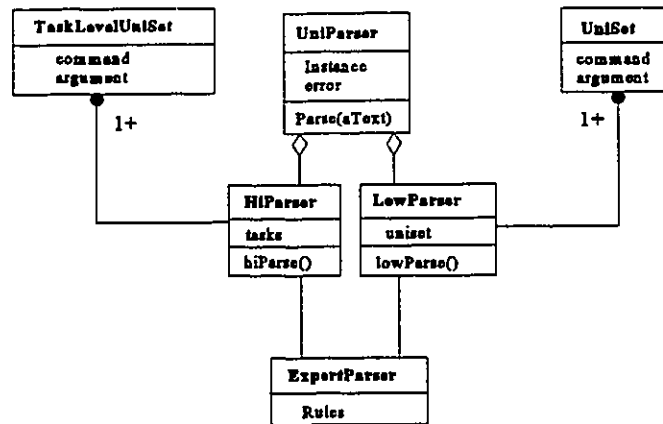 TaskLevelUniSet
command
argument
1+
UniParser
Instance
error
Parse(aText)
UniSet
command
argument
1+
HiParser
tasks
hiParse()
LowParser
uniset
lowParse()
ExpertParser
Rules